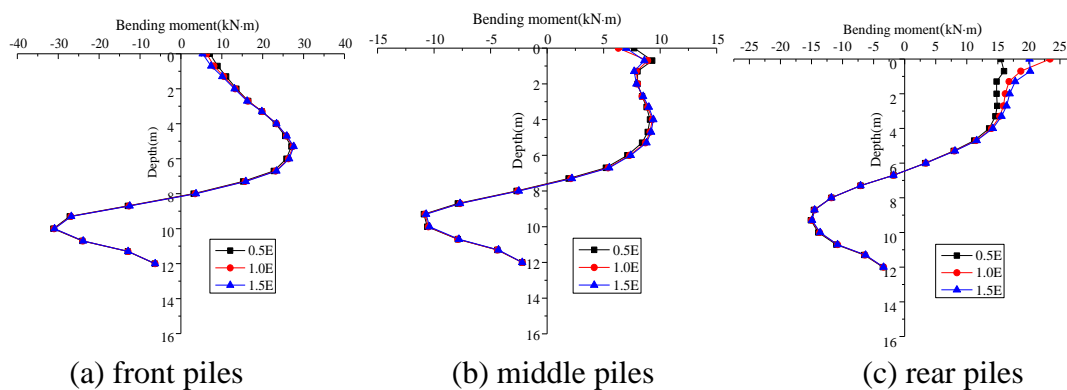 Bending moment(kN·m)
-40 -30 -20 -10 0 10 20 30 40
0
2
4
6
8
10
12
14
16
Depth(m)
0.5E
1.0E
1.5E
(a) front piles
Bending moment(kN·m)
-15 -10 -5 0 5 10 15
0
2
4
6
8
10
12
14
16
Depth(m)
0.5E
1.0E
1.5E
(b) middle piles
Bending moment(kN·m)
-20 -15 -10 -5 0 5 10 15 20 25
0
2
4
6
8
10
12
14
16
Depth(m)
0.5E
1.0E
1.5E
(c) rear piles